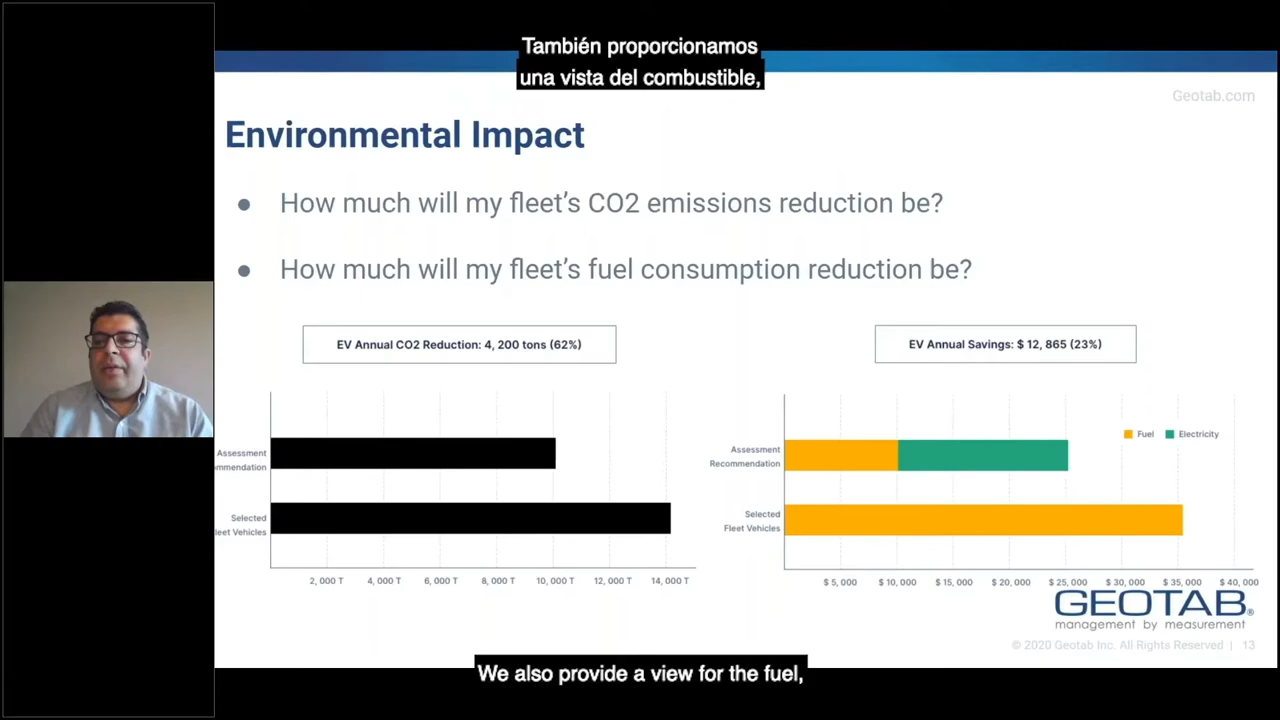 También proporcionamos
una vista del combustible,
Geotab.com
Environmental Impact
● How much will my fleet's CO2 emissions reduction be?
● How much will my fleet's fuel consumption reduction be?
EV Annual CO2 Reduction: 4, 200 tons (62%)
Assessment
mmendation
Selected
leet Vehicles
2, 000 T 4, 000 T 6, 000 T 8, 000 T 10, 000 T 12, 000 T 14, 000 T
EV Annual Savings: $ 12, 865 (23%)
Fuel Electricity
Assessment
Recommendation
Selected
Fleet Vehicles
$ 5, 000 $ 10, 000 $ 15, 000 $ 20, 000 $ 25, 000 $ 30, 000 $ 35, 000 $ 40, 000
GEOTAB®
management by measurement
© 2020 Geotab Inc. All Rights Reserved | 13
We also provide a view for the fuel,